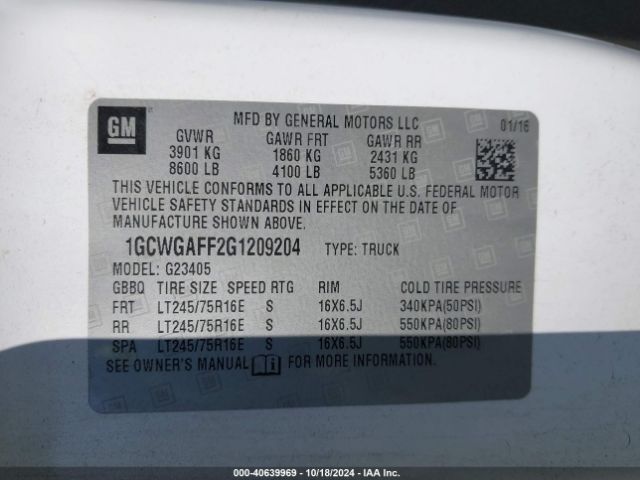 GM
MFD BY GENERAL MOTORS LLC 01/16
GVWR GAWR FRT GAWR RR
3901 KG 1860 KG 2431 KG
8600 LB 4100 LB 5360 LB
THIS VEHICLE CONFORMS TO ALL APPLICABLE U.S. FEDERAL MOTOR
VEHICLE SAFETY STANDARDS IN EFFECT ON THE DATE OF
MANUFACTURE SHOWN ABOVE.
1GCWGAFF2G1209204 TYPE: TRUCK
MODEL: G23405
GBBQ TIRE SIZE SPEED RTG RIM COLD TIRE PRESSURE
FRT LT245/75R16E S 16X6.5J 340KPA(50PSI)
RR LT245/75R16E S 16X6.5J 550KPA(80PSI)
SPA LT245/75R16E S 16X6.5J 550KPA(80PSI)
SEE OWNER'S MANUAL FOR MORE INFORMATION.
000-40639969 | 10/18/2024 - IAA Inc.